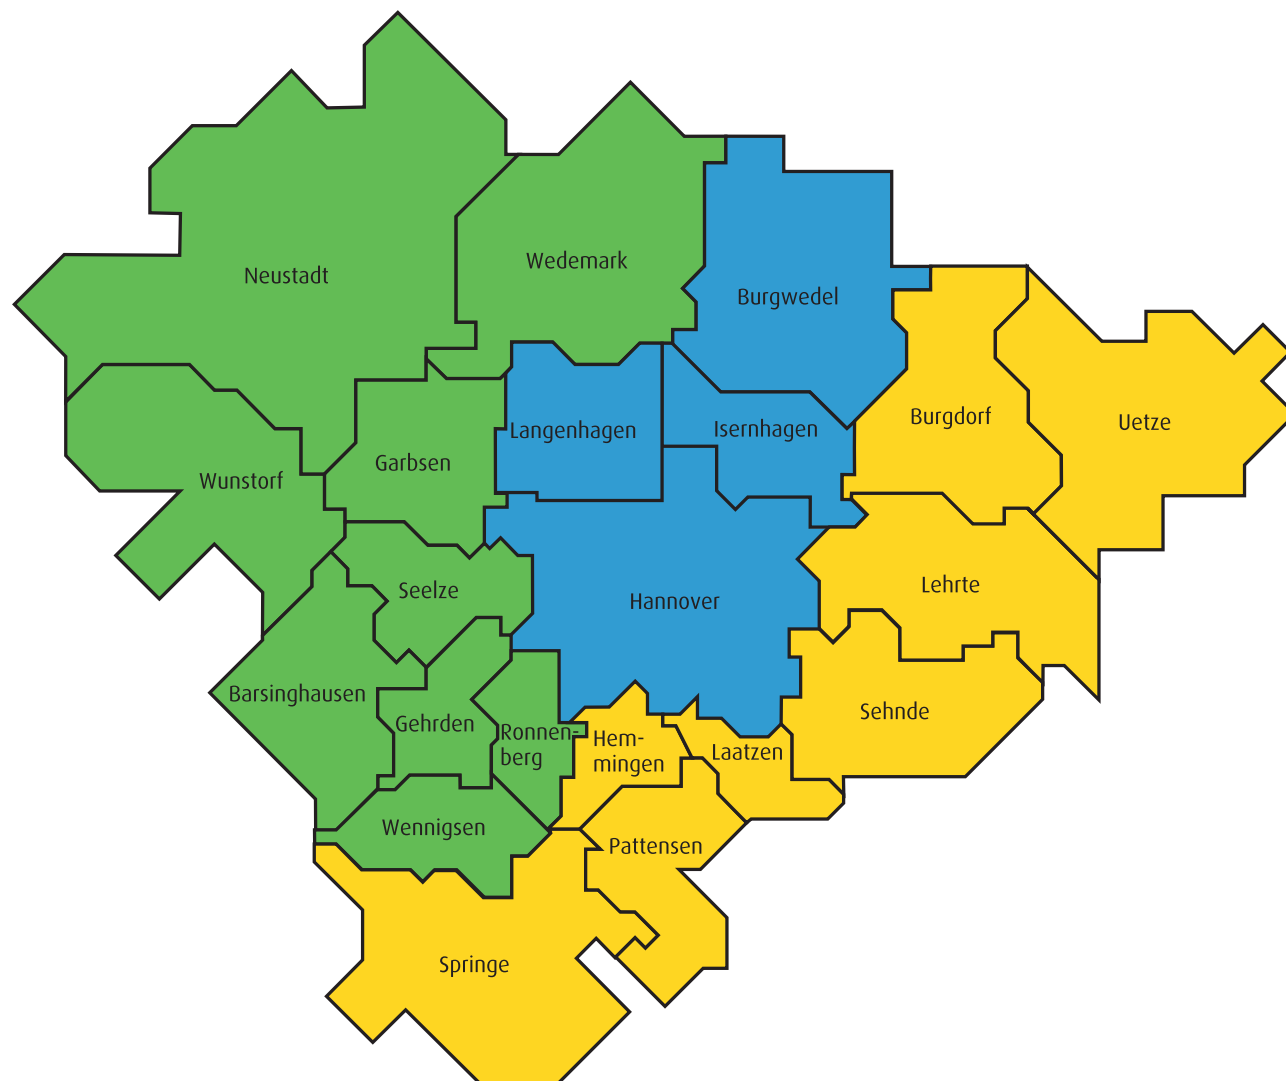 Neustadt
Wedemark
Burgwedel
Burgdorf
Uetze
Langenhagen
Isernhagen
Garbsen
Wunstorf
Seelze
Hannover
Lehrte
Barsinghausen
Gehrden
Ronnen-
berg
Hem-
mingen
Laatzen
Sehnde
Wennigsen
Pattensen
Springe